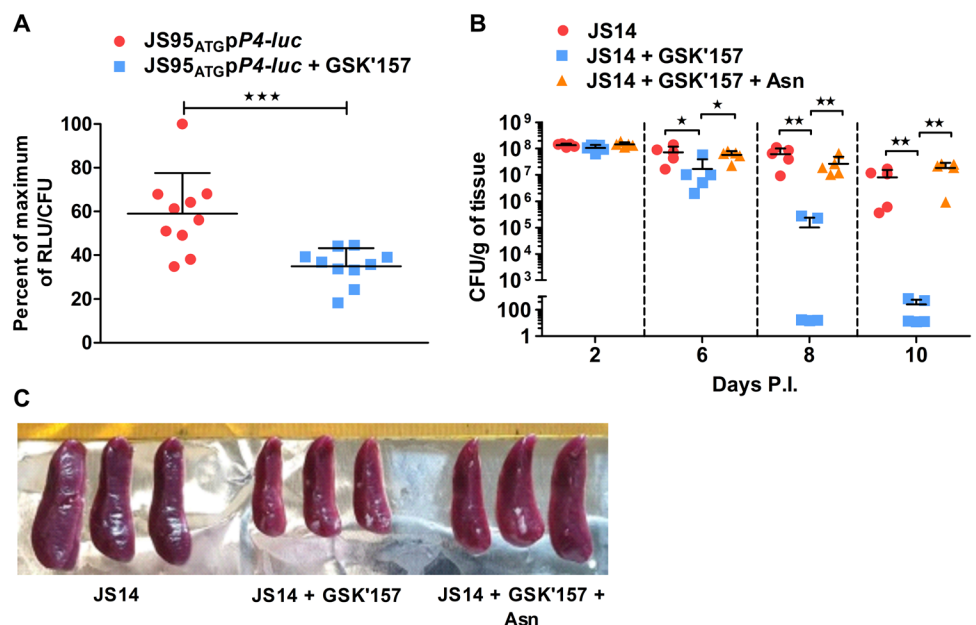 A
JS95ATGpP4-luc
JS95ATGpP4-luc + GSK'157
★★★
100
80
60
40
20
0
Percent of maximum
of RLU/CFU
B
JS14
JS14 + GSK'157
JS14 + GSK'157 + Asn
★ ★ ★★ ★★ ★★ ★★
10⁹
10⁸
10⁷
10⁶
10⁵
10⁴
10³
100
1
CFU/g of tissue
2 6 8 10
Days P.I.
C
JS14 JS14 + GSK'157 JS14 + GSK'157 +
Asn